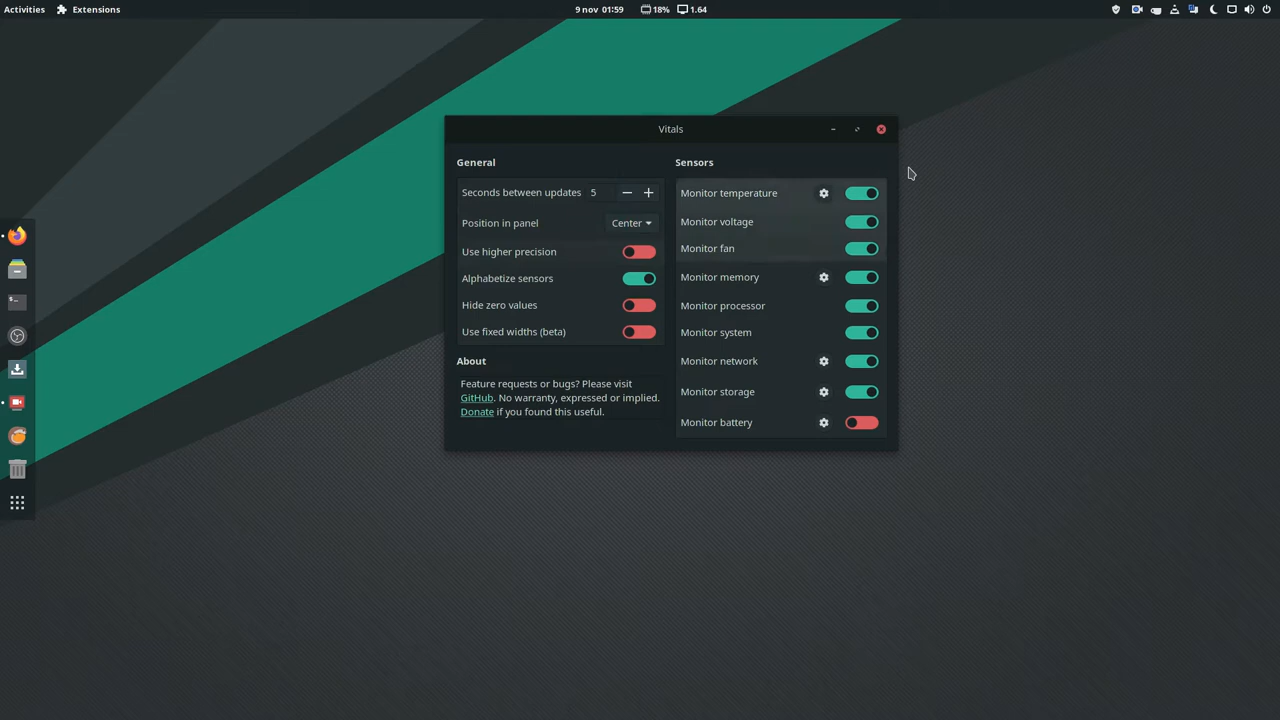 Activities Extensions 9 nov 01:59 18% 1.64
Vitals
General
Seconds between updates 5
Position in panel Center
Use higher precision
Alphabetize sensors
Hide zero values
Use fixed widths (beta)
About
Feature requests or bugs? Please visit
GitHub. No warranty, expressed or implied.
Donate if you found this useful.
Sensors
Monitor temperature
Monitor voltage
Monitor fan
Monitor memory
Monitor processor
Monitor system
Monitor network
Monitor storage
Monitor battery